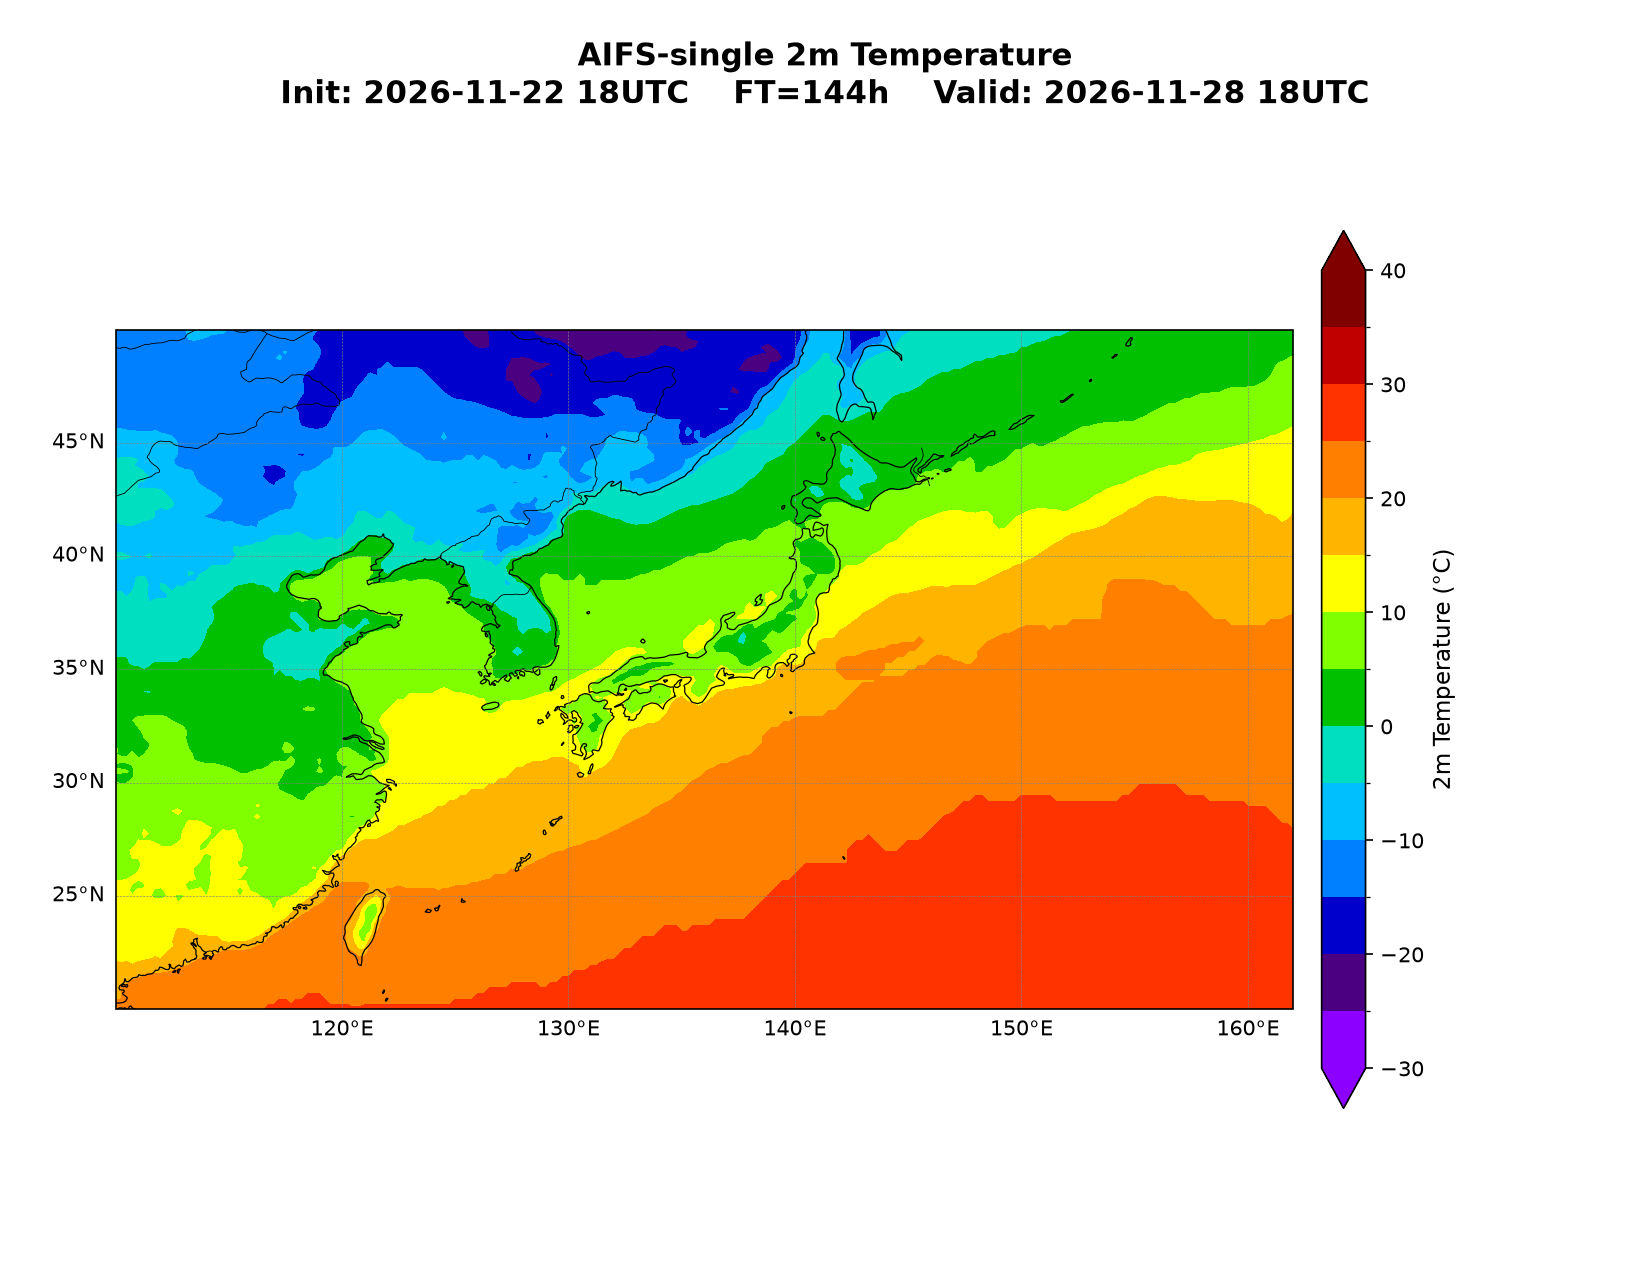 AIFS-single 2m Temperature
Init: 2026-11-22 18UTC    FT=144h    Valid: 2026-11-28 18UTC
45°N
40°N
35°N
30°N
25°N
120°E
130°E
140°E
150°E
160°E
40
30
20
10
0
−10
−20
−30
2m Temperature (°C)